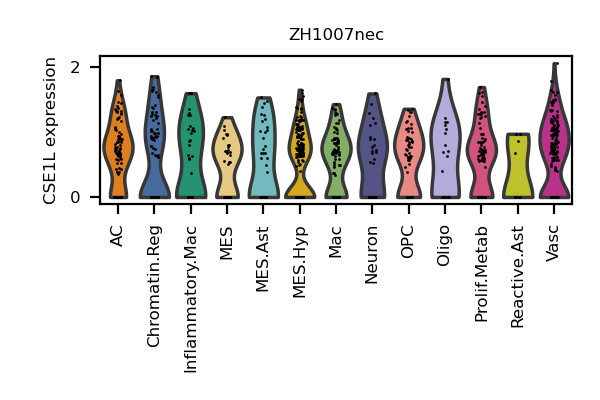 ZH1007nec
CSE1L expression
2
0
AC
Chromatin.Reg
Inflammatory.Mac
MES
MES.Ast
MES.Hyp
Mac
Neuron
OPC
Oligo
Prolif.Metab
Reactive.Ast
Vasc